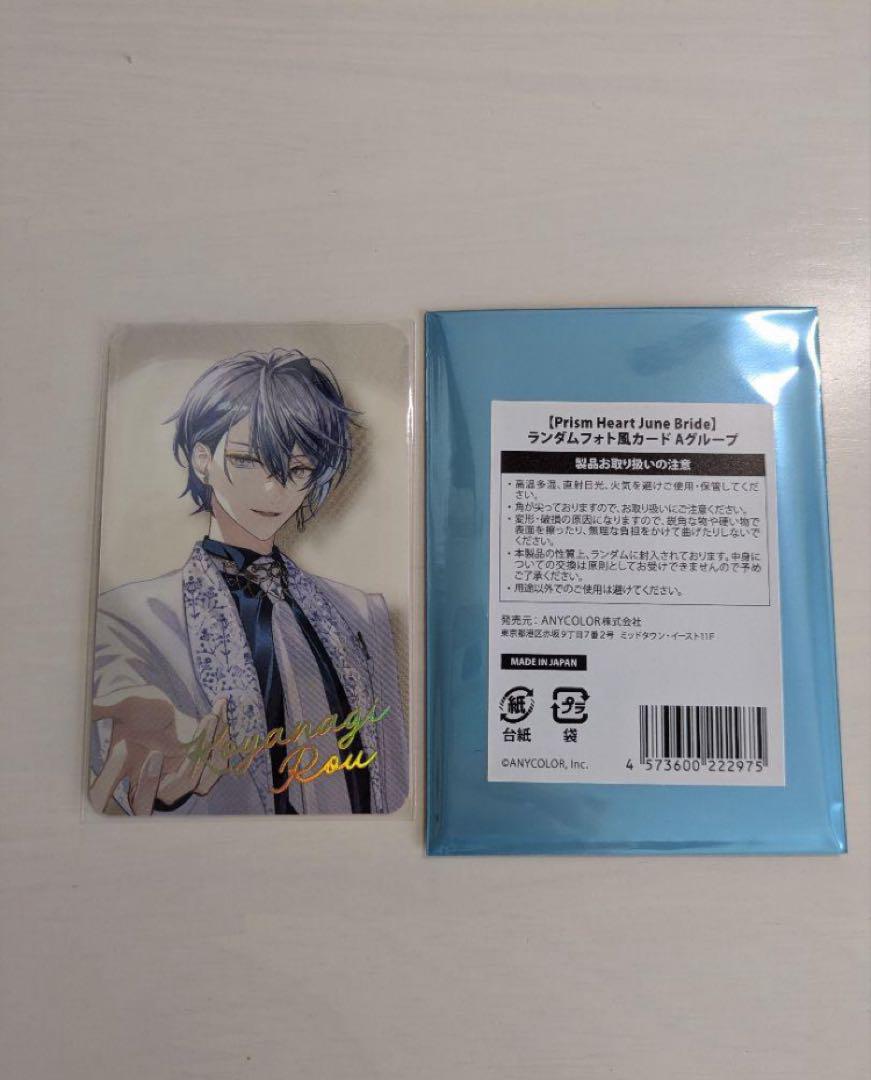 Koyanagi
Rou
【Prism Heart June Bride】
ランダムフォト風カード Aグループ
製品お取り扱いの注意
・高温多湿、直射日光、火気を避けご使用・保管してくだ
さい。
・角が尖っておりますので、お取り扱いにご注意ください。
・変形・破損の原因になりますので、鋭角な物や硬い物で
表面を擦ったり、無理な負担をかけて曲げたりしないで
ください。
・本製品の性質上、ランダムに封入されております。中身に
ついての交換は原則としてお受けできませんので予め
ご了承ください。
・用途以外でのご使用は避けてください。
発売元：ANYCOLOR株式会社
東京都港区赤坂9丁目7番2号 ミッドタウン・イースト11F
MADE IN JAPAN
紙 プラ
台紙 袋
©ANYCOLOR, Inc.
4 573600 222975